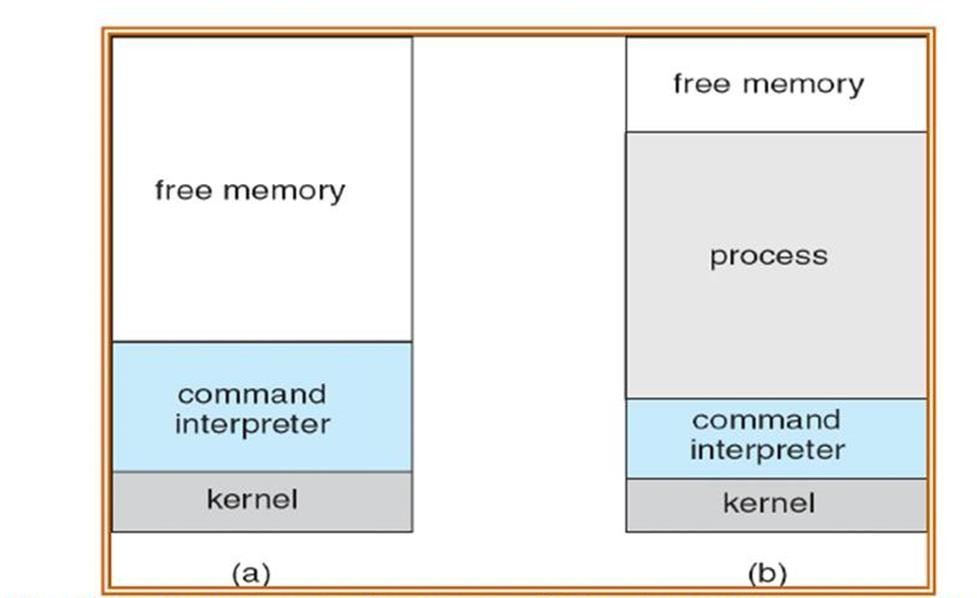 free memory
command
interpreter
kernel
(a)
free memory
process
command
interpreter
kernel
(b)